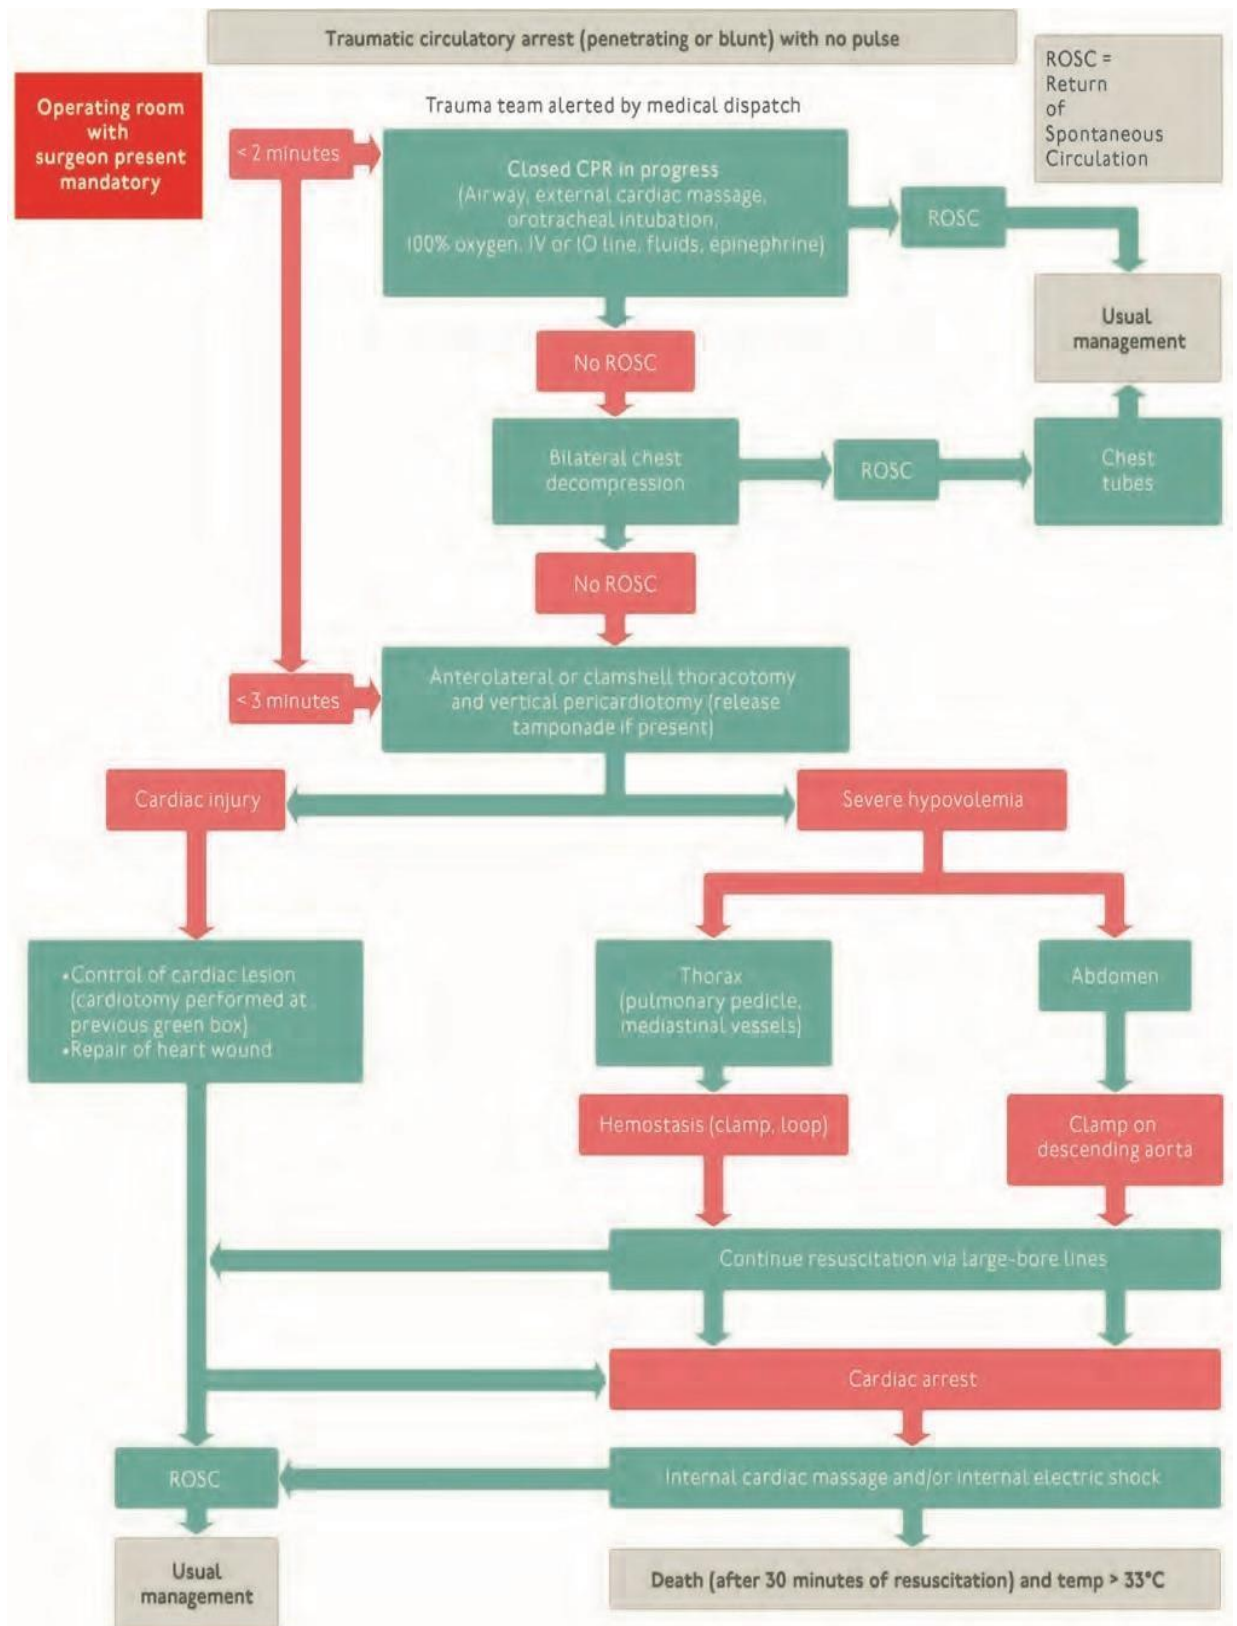 Traumatic circulatory arrest (penetrating or blunt) with no pulse
ROSC =
Return
of
Spontaneous
Circulation
Operating room
with
surgeon present
mandatory
Trauma team alerted by medical dispatch
< 2 minutes
Closed CPR in progress
(Airway, external cardiac massage,
orotracheal intubation,
100% oxygen, IV or IO line, fluids, epinephrine)
ROSC
Usual
management
No ROSC
Bilateral chest
decompression
ROSC
Chest
tubes
No ROSC
< 3 minutes
Anterolateral or clamshell thoracotomy
and vertical pericardiotomy (release
tamponade if present)
Cardiac injury
Severe hypovolemia
•Control of cardiac lesion
(cardiotomy performed at
previous green box)
•Repair of heart wound
Thorax
(pulmonary pedicle,
mediastinal vessels)
Abdomen
Hemostasis (clamp, loop)
Clamp on
descending aorta
Continue resuscitation via large-bore lines
Cardiac arrest
ROSC
Internal cardiac massage and/or internal electric shock
Usual
management
Death (after 30 minutes of resuscitation) and temp > 33°C